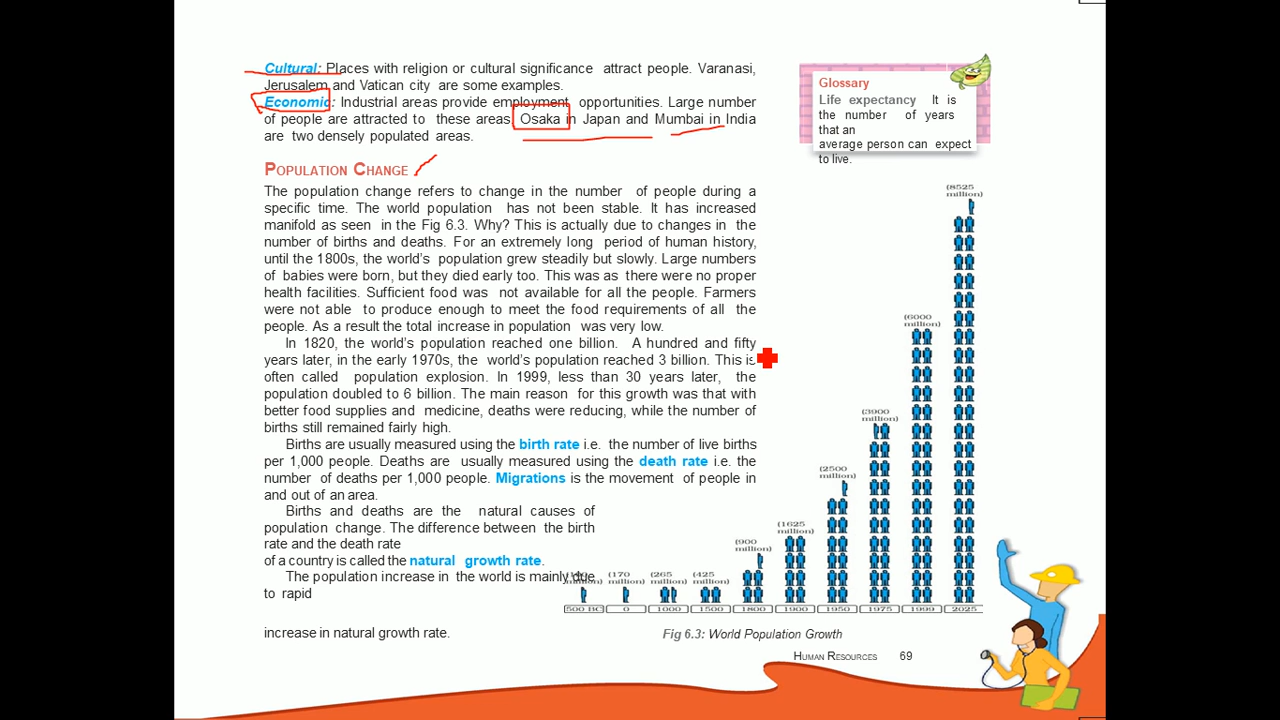 Cultural: Places with religion or cultural significance attract people. Varanasi,
Jerusalem and Vatican city are some examples.
Economic: Industrial areas provide employment opportunities. Large number
of people are attracted to these areas. Osaka in Japan and Mumbai in India
are two densely populated areas.
Glossary
Life expectancy It is
the number of years
that an
average person can expect
to live.
POPULATION CHANGE
The population change refers to change in the number of people during a
specific time. The world population has not been stable. It has increased
manifold as seen in the Fig 6.3. Why? This is actually due to changes in the
number of births and deaths. For an extremely long period of human history,
until the 1800s, the world's population grew steadily but slowly. Large numbers
of babies were born, but they died early too. This was as there were no proper
health facilities. Sufficient food was not available for all the people. Farmers
were not able to produce enough to meet the food requirements of all the
people. As a result the total increase in population was very low.
In 1820, the world's population reached one billion. A hundred and fifty
years later, in the early 1970s, the world's population reached 3 billion. This is
often called population explosion. In 1999, less than 30 years later, the
population doubled to 6 billion. The main reason for this growth was that with
better food supplies and medicine, deaths were reducing, while the number of
births still remained fairly high.
Births are usually measured using the birth rate i.e. the number of live births
per 1,000 people. Deaths are usually measured using the death rate i.e. the
number of deaths per 1,000 people. Migrations is the movement of people in
and out of an area.
Births and deaths are the natural causes of
population change. The difference between the birth
rate and the death rate
of a country is called the natural growth rate.
The population increase in the world is mainly due
to rapid
increase in natural growth rate.
(8525
million)
(6000
million)
(3900
million)
(2500
million)
(1625
million)
(900
million)
(425
million)
(265
million)
(170
million)
million)
500 BC 0 1000 1500 1800 1900 1950 1975 1999 2025
Fig 6.3: World Population Growth
HUMAN RESOURCES 69